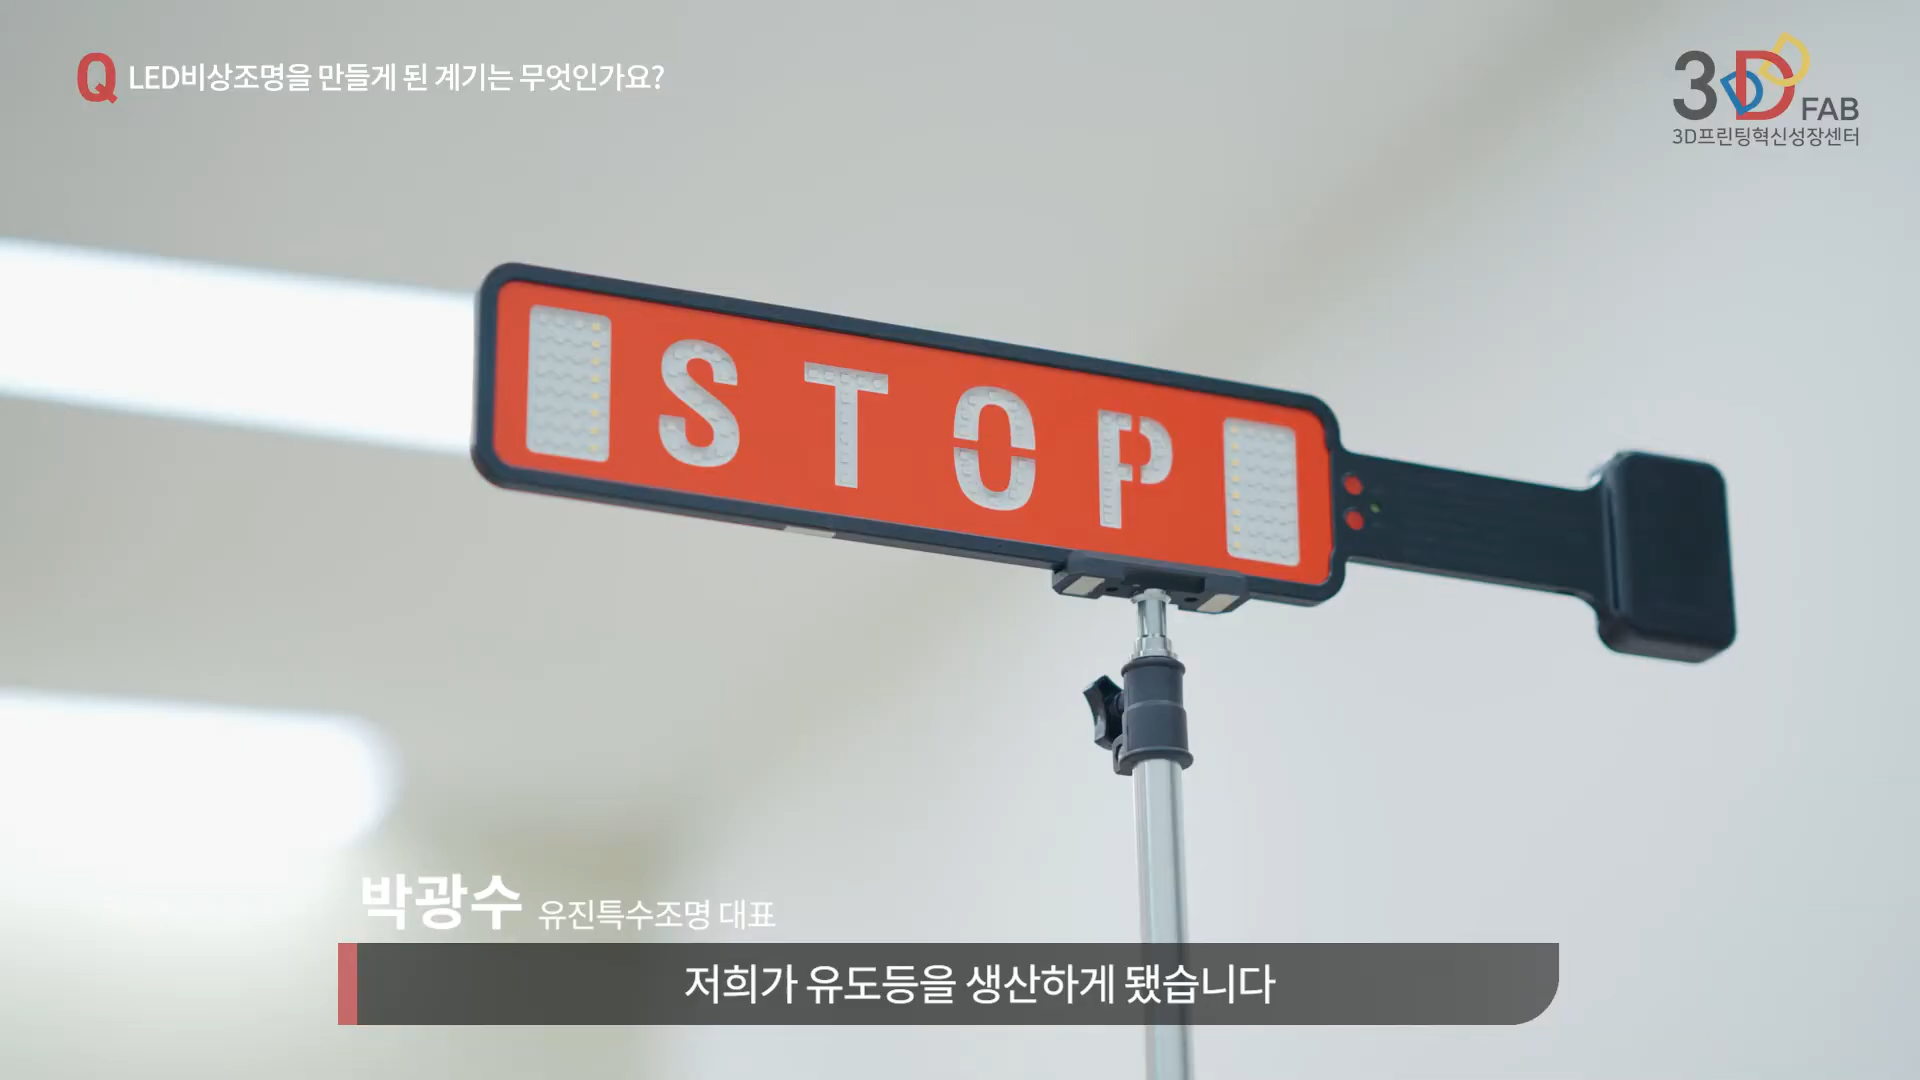 Q LED비상조명을 만들게 된 계기는 무엇인가요?
3D FAB
3D프린팅혁신성장센터
STOP
박광수 유진특수조명 대표
저희가 유도등을 생산하게 됐습니다